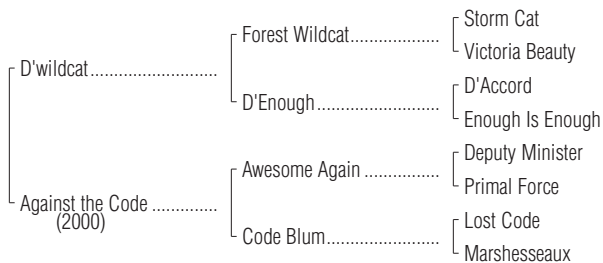 Storm Cat
Forest Wildcat....................
Victoria Beauty
D'wildcat...........................
D'Accord
D'Enough..........................
Enough Is Enough
Deputy Minister
Awesome Again ................
Primal Force
Against the Code ..............
(2000)
Lost Code
Code Blum........................
Marshesseaux